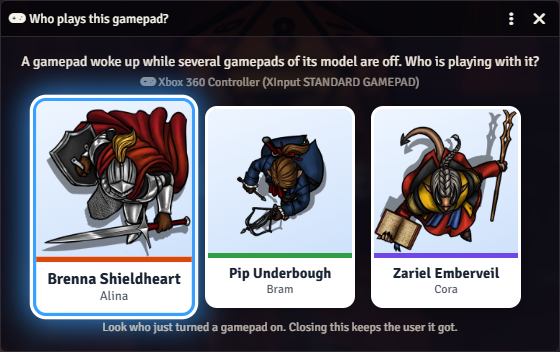 Who plays this gamepad?
A gamepad woke up while several gamepads of its model are off. Who is playing with it?
Xbox 360 Controller (XInput STANDARD GAMEPAD)
Brenna Shieldheart
Alina
Pip Underbough
Bram
Zariel Emberveil
Cora
Look who just turned a gamepad on. Closing this keeps the user it got.